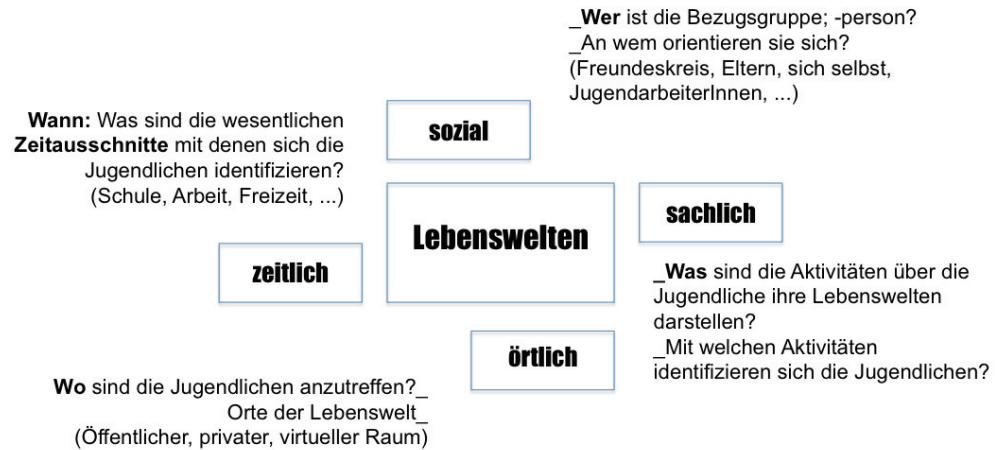 _Wer ist die Bezugsgruppe; -person?
_An wem orientieren sie sich?
(Freundeskreis, Eltern, sich selbst,
JugendarbeiterInnen, ...)
sozial
Wann: Was sind die wesentlichen
Zeitausschnitte mit denen sich die
Jugendlichen identifizieren?
(Schule, Arbeit, Freizeit, ...)
Lebenswelten
sachlich
zeitlich
_Was sind die Aktivitäten über die
Jugendliche ihre Lebenswelten
darstellen?
_Mit welchen Aktivitäten
identifizieren sich die Jugendlichen?
örtlich
Wo sind die Jugendlichen anzutreffen?_
Orte der Lebenswelt_
(Öffentlicher, privater, virtueller Raum)